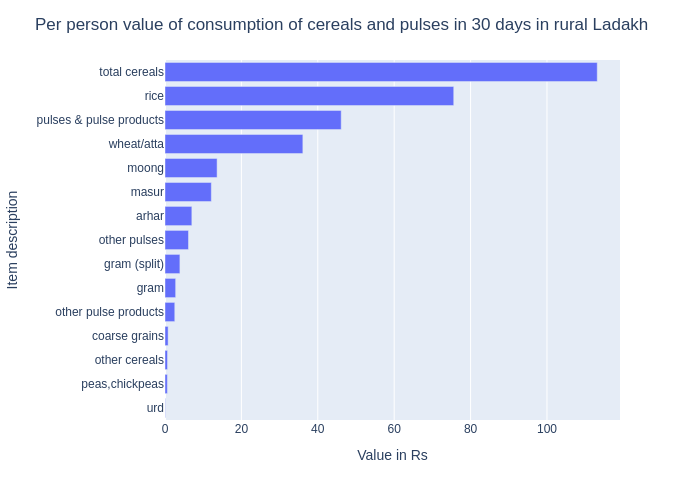 Per person value of consumption of cereals and pulses in 30 days in rural Ladakh
total cereals
rice
pulses & pulse products
wheat/atta
moong
masur
arhar
other pulses
gram (split)
gram
other pulse products
coarse grains
other cereals
peas,chickpeas
urd
Item description
0 20 40 60 80 100
Value in Rs